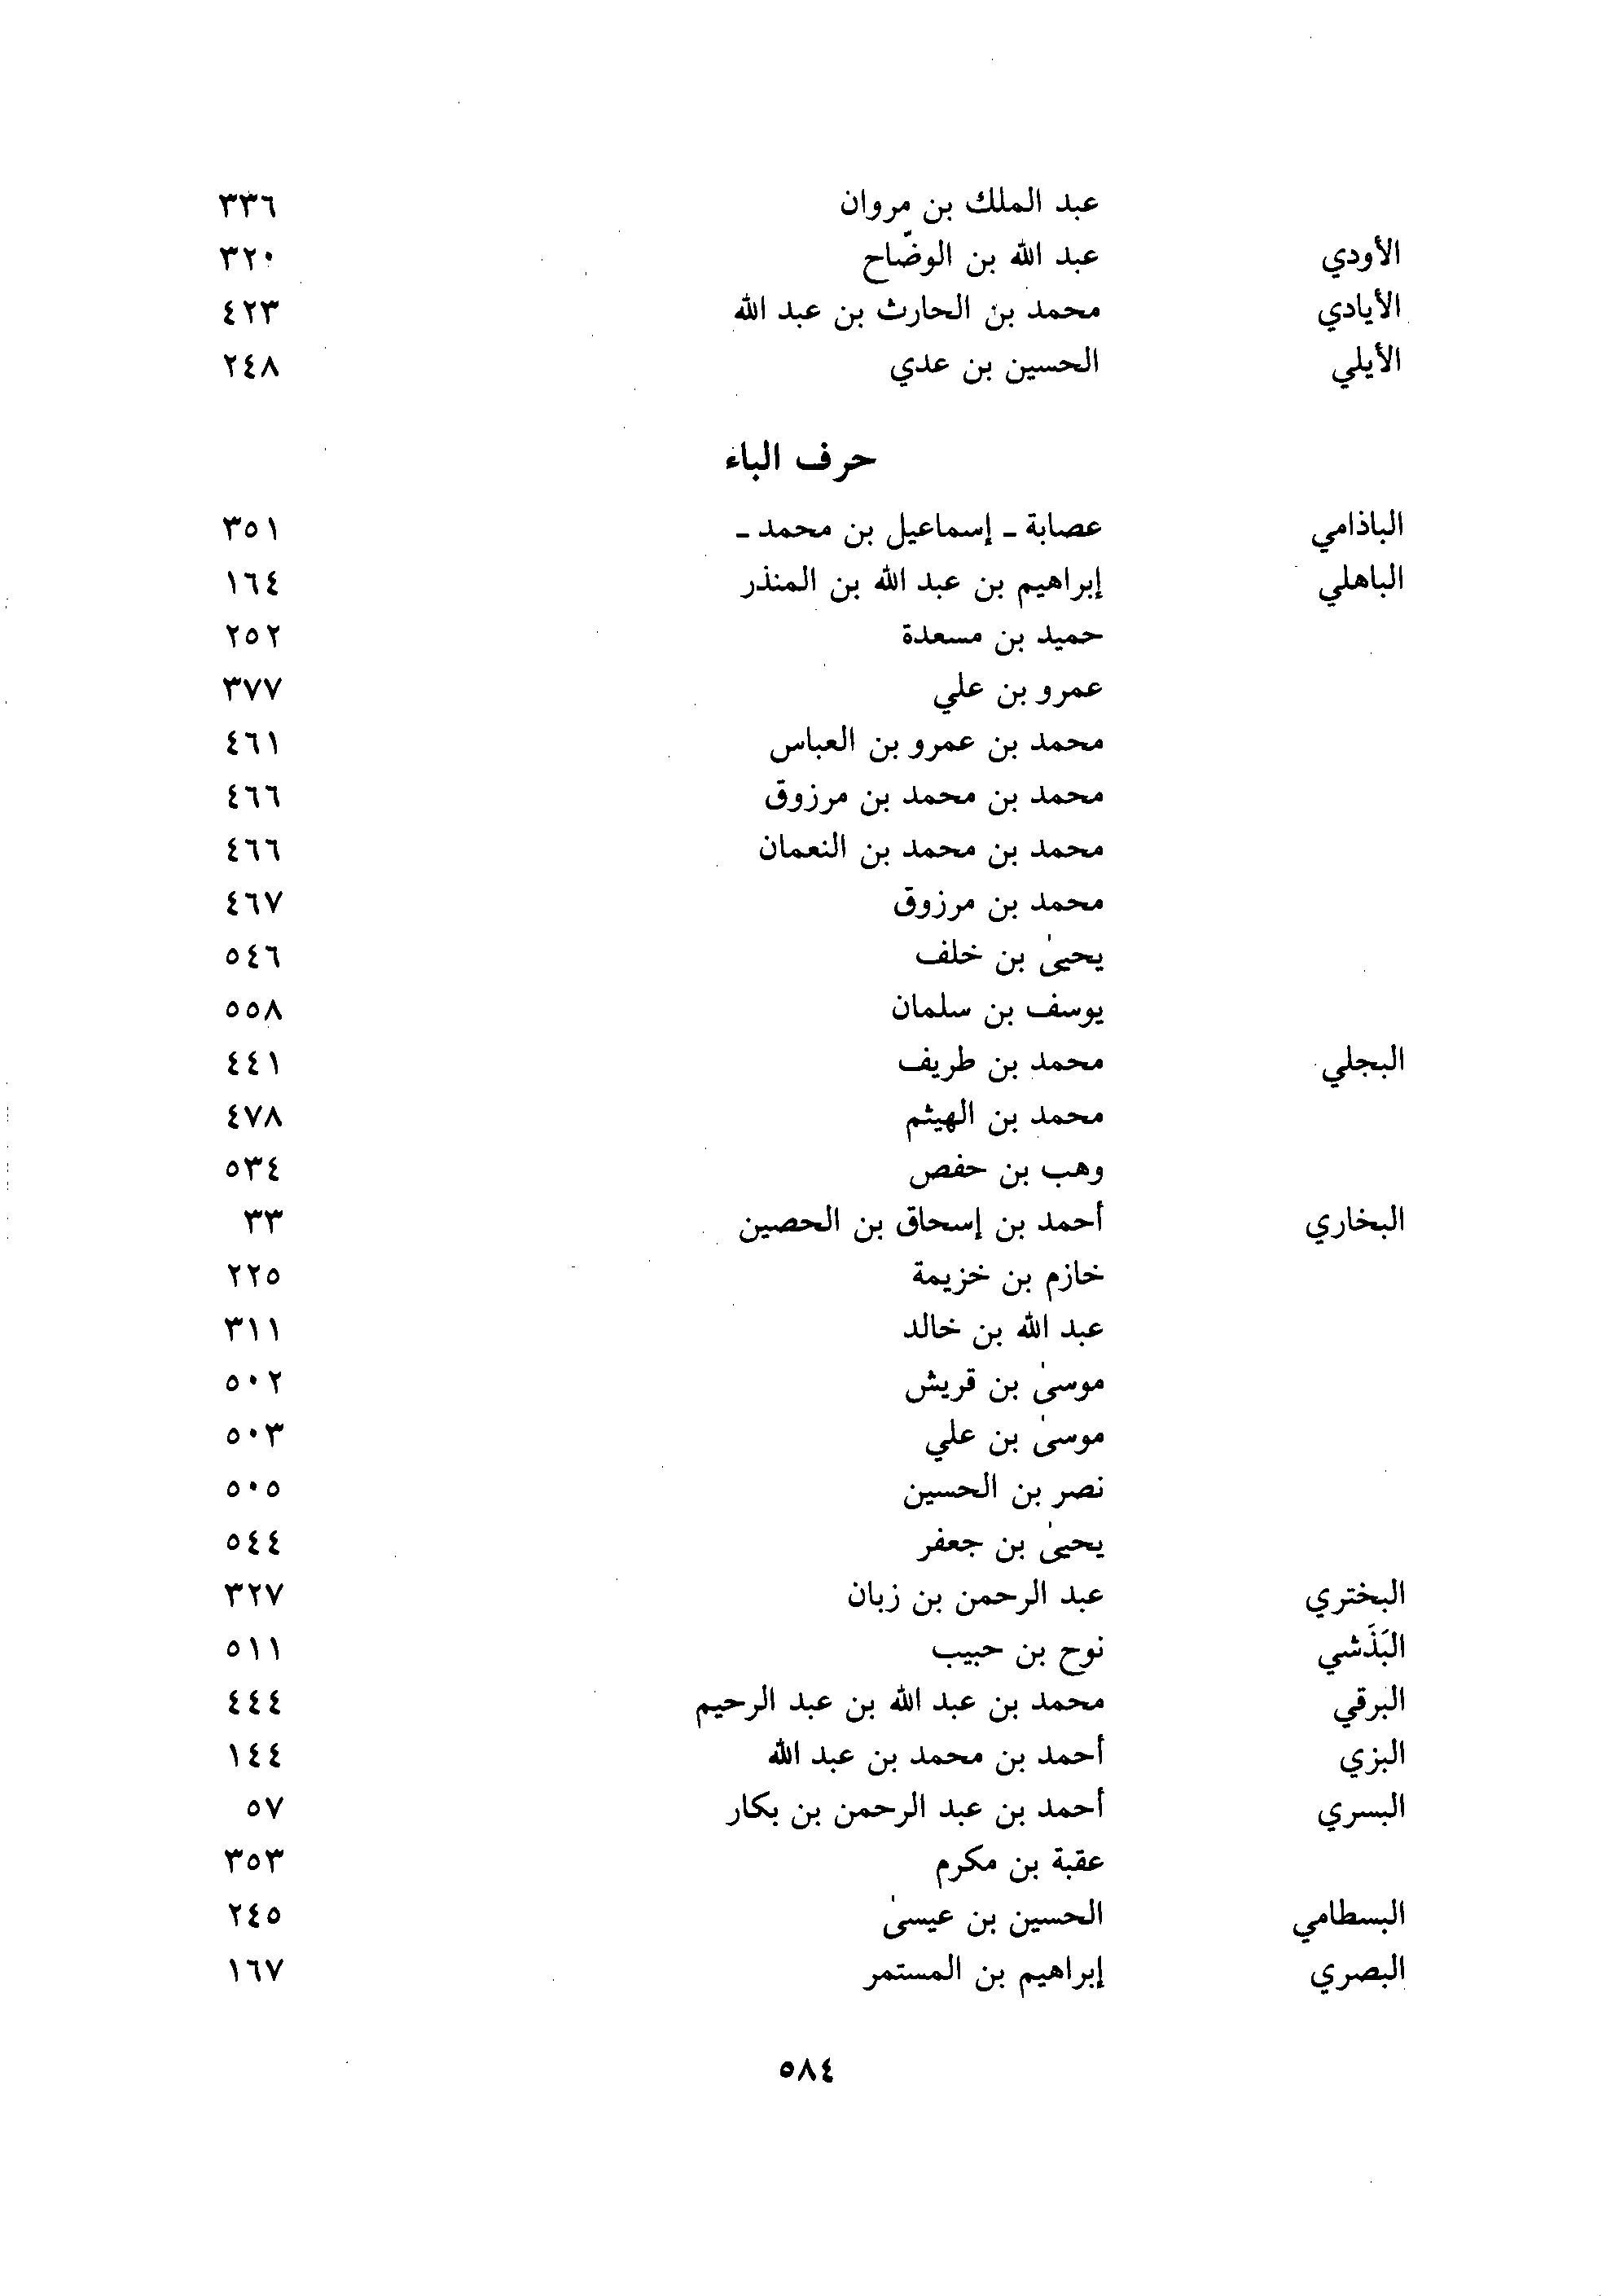 عبد الملك بن مروان ٣٣٦
الأودي عبد الله بن الوضّاح ٣٢٠
الأيادي محمد بن الحارث بن عبد الله ٤٢٣
الأيلي الحسين بن عدي ٢٤٨
حرف الباء
الباذامي عصابة ـ إسماعيل بن محمد ـ ٣٥١
الباهلي إبراهيم بن عبد الله بن المنذر ١٦٤
حميد بن مسعدة ٢٥٢
عمرو بن علي ٣٧٧
محمد بن عمرو بن العباس ٤٦١
محمد بن محمد بن مرزوق ٤٦٦
محمد بن محمد بن النعمان ٤٦٦
محمد بن مرزوق ٤٦٧
يحيىٰ بن خلف ٥٤٦
يوسف بن سلمان ٥٥٨
البجلي محمد بن طريف ٤٤١
محمد بن الهيثم ٤٧٨
وهب بن حفص ٥٣٤
البخاري أحمد بن إسحاق بن الحصين ٣٣
خازم بن خزيمة ٢٢٥
عبد الله بن خالد ٣١١
موسىٰ بن قريش ٥٠٢
موسىٰ بن علي ٥٠٣
نصر بن الحسين ٥٠٥
يحيىٰ بن جعفر ٥٤٤
البختري عبد الرحمن بن زبان ٣٢٧
البَذَشي نوح بن حبيب ٥١١
البرقي محمد بن عبد الله بن عبد الرحيم ٤٤٤
البزي أحمد بن محمد بن عبد الله ١٤٤
البسري أحمد بن عبد الرحمن بن بكار ٥٧
عقبة بن مكرم ٣٥٣
البسطامي الحسين بن عيسىٰ ٢٤٥
البصري إبراهيم بن المستمر ١٦٧
٥٨٤